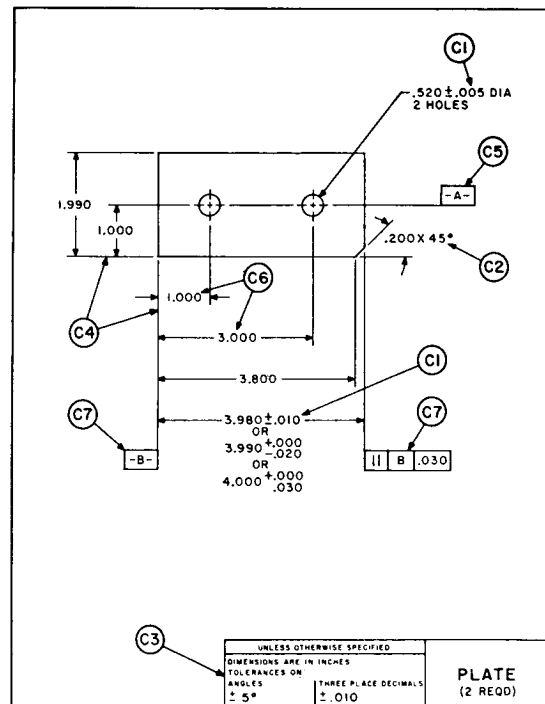 C1
.520±.005 DIA
2 HOLES
C5
-A-
1.990
1.000
.200 X 45°
C2
1.000
C6
C4
3.000
3.800
C1
C7
3.980±.010
OR
3.990 +.000
-.020
OR
4.000 +.000
.030
C7
-B-
|| B .030
C3
UNLESS OTHERWISE SPECIFIED
DIMENSIONS ARE IN INCHES
TOLERANCES ON:
ANGLES
± 5°
THREE PLACE DECIMALS
±.010
PLATE
(2 REQD)